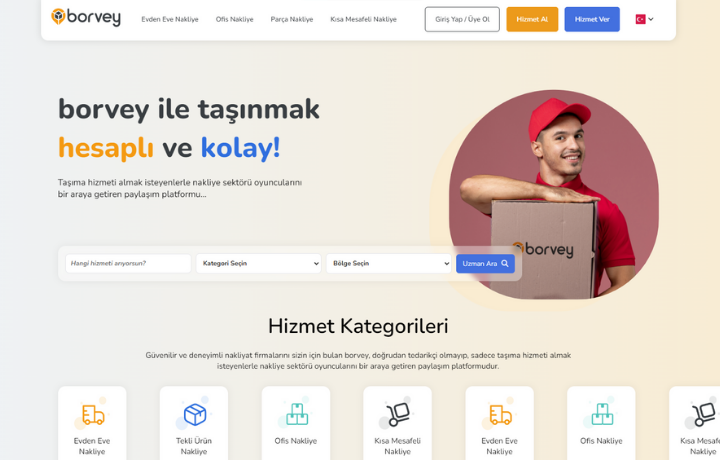 borvey
Evden Eve Nakliye
Ofis Nakliye
Parça Nakliye
Kısa Mesafeli Nakliye
Giriş Yap / Üye Ol
Hizmet Al
Hizmet Ver
borvey ile taşınmak
hesaplı ve kolay!
Taşıma hizmeti almak isteyenlerle nakliye sektörü oyuncularını
bir araya getiren paylaşım platformu...
borvey
Hangi hizmeti arıyorsun?
Kategori Seçin
Bölge Seçin
Uzman Ara
Hizmet Kategorileri
Güvenilir ve deneyimli nakliyat firmalarını sizin için bulan borvey, doğrudan tedarikçi olmayıp, sadece taşıma hizmeti almak
isteyenlerle nakliye sektörü oyuncularını bir araya getiren paylaşım platformudur.
Evden Eve
Nakliye
Tekli Ürün
Nakliye
Ofis Nakliye
Kısa Mesafeli
Nakliye
Evden Eve
Nakliye
Ofis Nakliye
Kısa Mesafeli
Nakliye